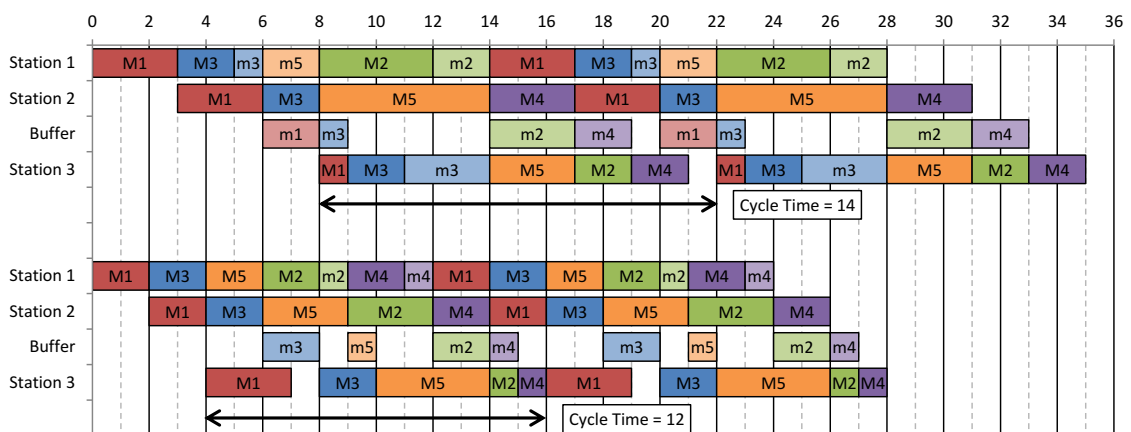 0 2 4 6 8 10 12 14 16 18 20 22 24 26 28 30 32 34 36
Station 1 M1 M3 m3 m5 M2 m2 M1 M3 m3 m5 M2 m2
Station 2 M1 M3 M5 M4 M1 M3 M5 M4
Buffer m1 m3 m2 m4 m1 m3 m2 m4
Station 3 M1 M3 m3 M5 M2 M4 M1 M3 m3 M5 M2 M4
Cycle Time = 14
Station 1 M1 M3 M5 M2 m2 M4 m4 M1 M3 M5 M2 m2 M4 m4
Station 2 M1 M3 M5 M2 M4 M1 M3 M5 M2 M4
Buffer m3 m5 m2 m4 m3 m5 m2 m4
Station 3 M1 M3 M5 M2 M4 M1 M3 M5 M2 M4
Cycle Time = 12